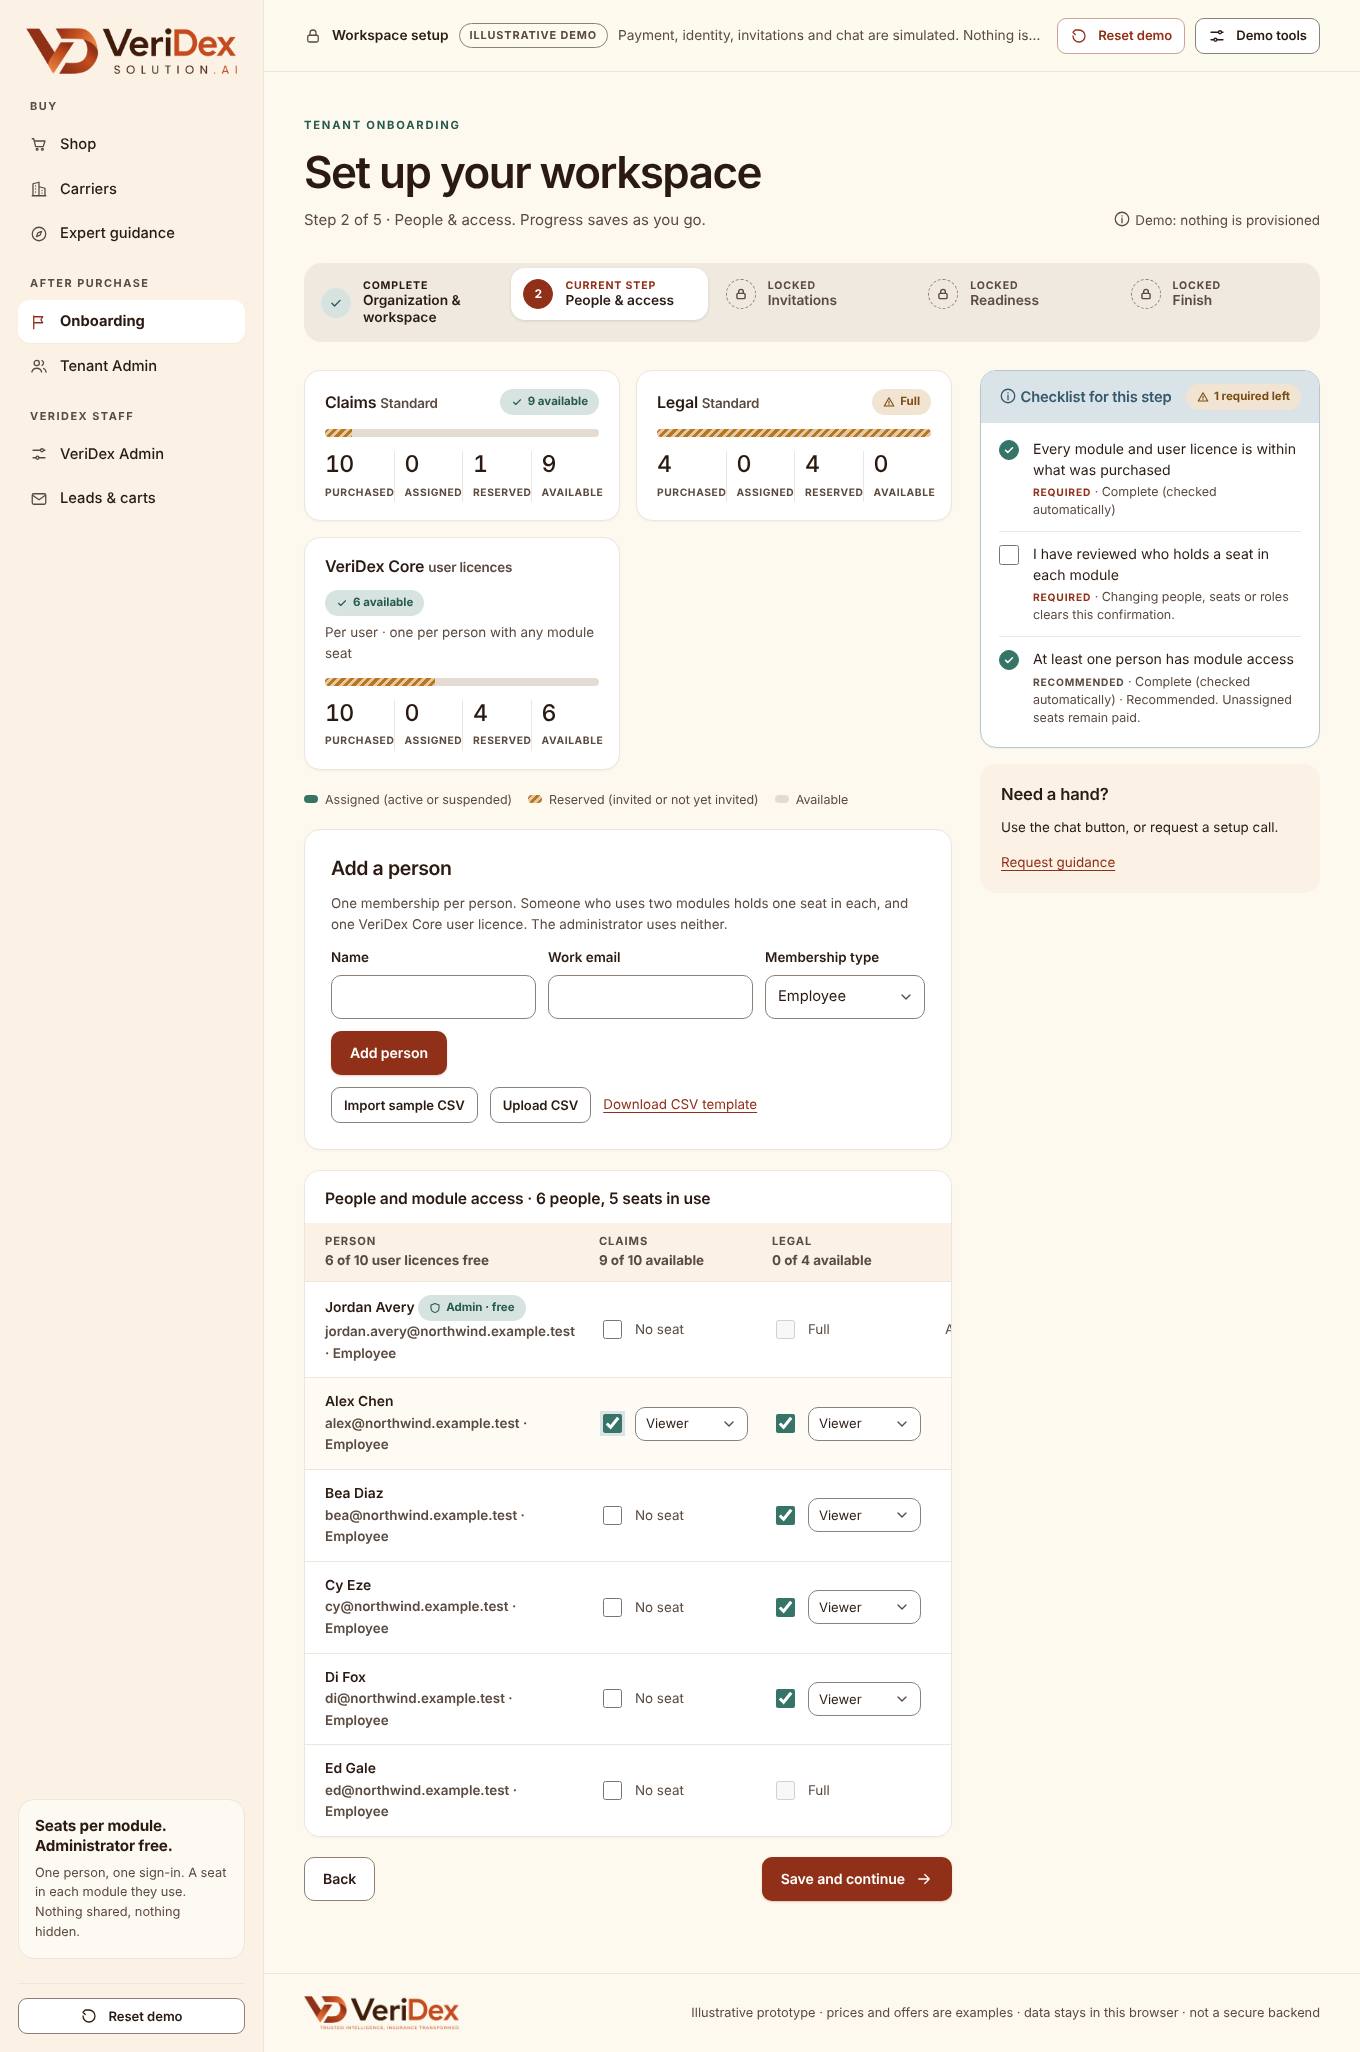 VeriDex
SOLUTION.AI
BUY
Shop
Carriers
Expert guidance
AFTER PURCHASE
Onboarding
Tenant Admin
VERIDEX STAFF
VeriDex Admin
Leads & carts
Seats per module.
Administrator free.
One person, one sign-in. A seat
in each module they use.
Nothing shared, nothing
hidden.
Reset demo
Workspace setup ILLUSTRATIVE DEMO Payment, identity, invitations and chat are simulated. Nothing is... Reset demo Demo tools
TENANT ONBOARDING
Set up your workspace
Step 2 of 5 · People & access. Progress saves as you go.
Demo: nothing is provisioned
COMPLETE
Organization &
workspace
2
CURRENT STEP
People & access
LOCKED
Invitations
LOCKED
Readiness
LOCKED
Finish
Claims Standard 9 available
10 0 1 9
PURCHASED ASSIGNED RESERVED AVAILABLE
Legal Standard Full
4 0 4 0
PURCHASED ASSIGNED RESERVED AVAILABLE
VeriDex Core user licences
6 available
Per user · one per person with any module
seat
10 0 4 6
PURCHASED ASSIGNED RESERVED AVAILABLE
Assigned (active or suspended) Reserved (invited or not yet invited) Available
Checklist for this step 1 required left
Every module and user licence is within
what was purchased
REQUIRED · Complete (checked
automatically)
I have reviewed who holds a seat in
each module
REQUIRED · Changing people, seats or roles
clears this confirmation.
At least one person has module access
RECOMMENDED · Complete (checked
automatically) · Recommended. Unassigned
seats remain paid.
Need a hand?
Use the chat button, or request a setup call.
Request guidance
Add a person
One membership per person. Someone who uses two modules holds one seat in each, and
one VeriDex Core user licence. The administrator uses neither.
Name Work email Membership type
Employee
Add person
Import sample CSV Upload CSV Download CSV template
People and module access · 6 people, 5 seats in use
PERSON CLAIMS LEGAL
6 of 10 user licences free 9 of 10 available 0 of 4 available
Jordan Avery Admin · free
jordan.avery@northwind.example.test
· Employee
No seat Full
Alex Chen
alex@northwind.example.test ·
Employee
Viewer Viewer
Bea Diaz
bea@northwind.example.test ·
Employee
No seat Viewer
Cy Eze
cy@northwind.example.test ·
Employee
No seat Viewer
Di Fox
di@northwind.example.test ·
Employee
No seat Viewer
Ed Gale
ed@northwind.example.test ·
Employee
No seat Full
Back
Save and continue
VeriDex
TRUSTED INTELLIGENCE, INSURANCE TRANSFORMED
Illustrative prototype · prices and offers are examples · data stays in this browser · not a secure backend